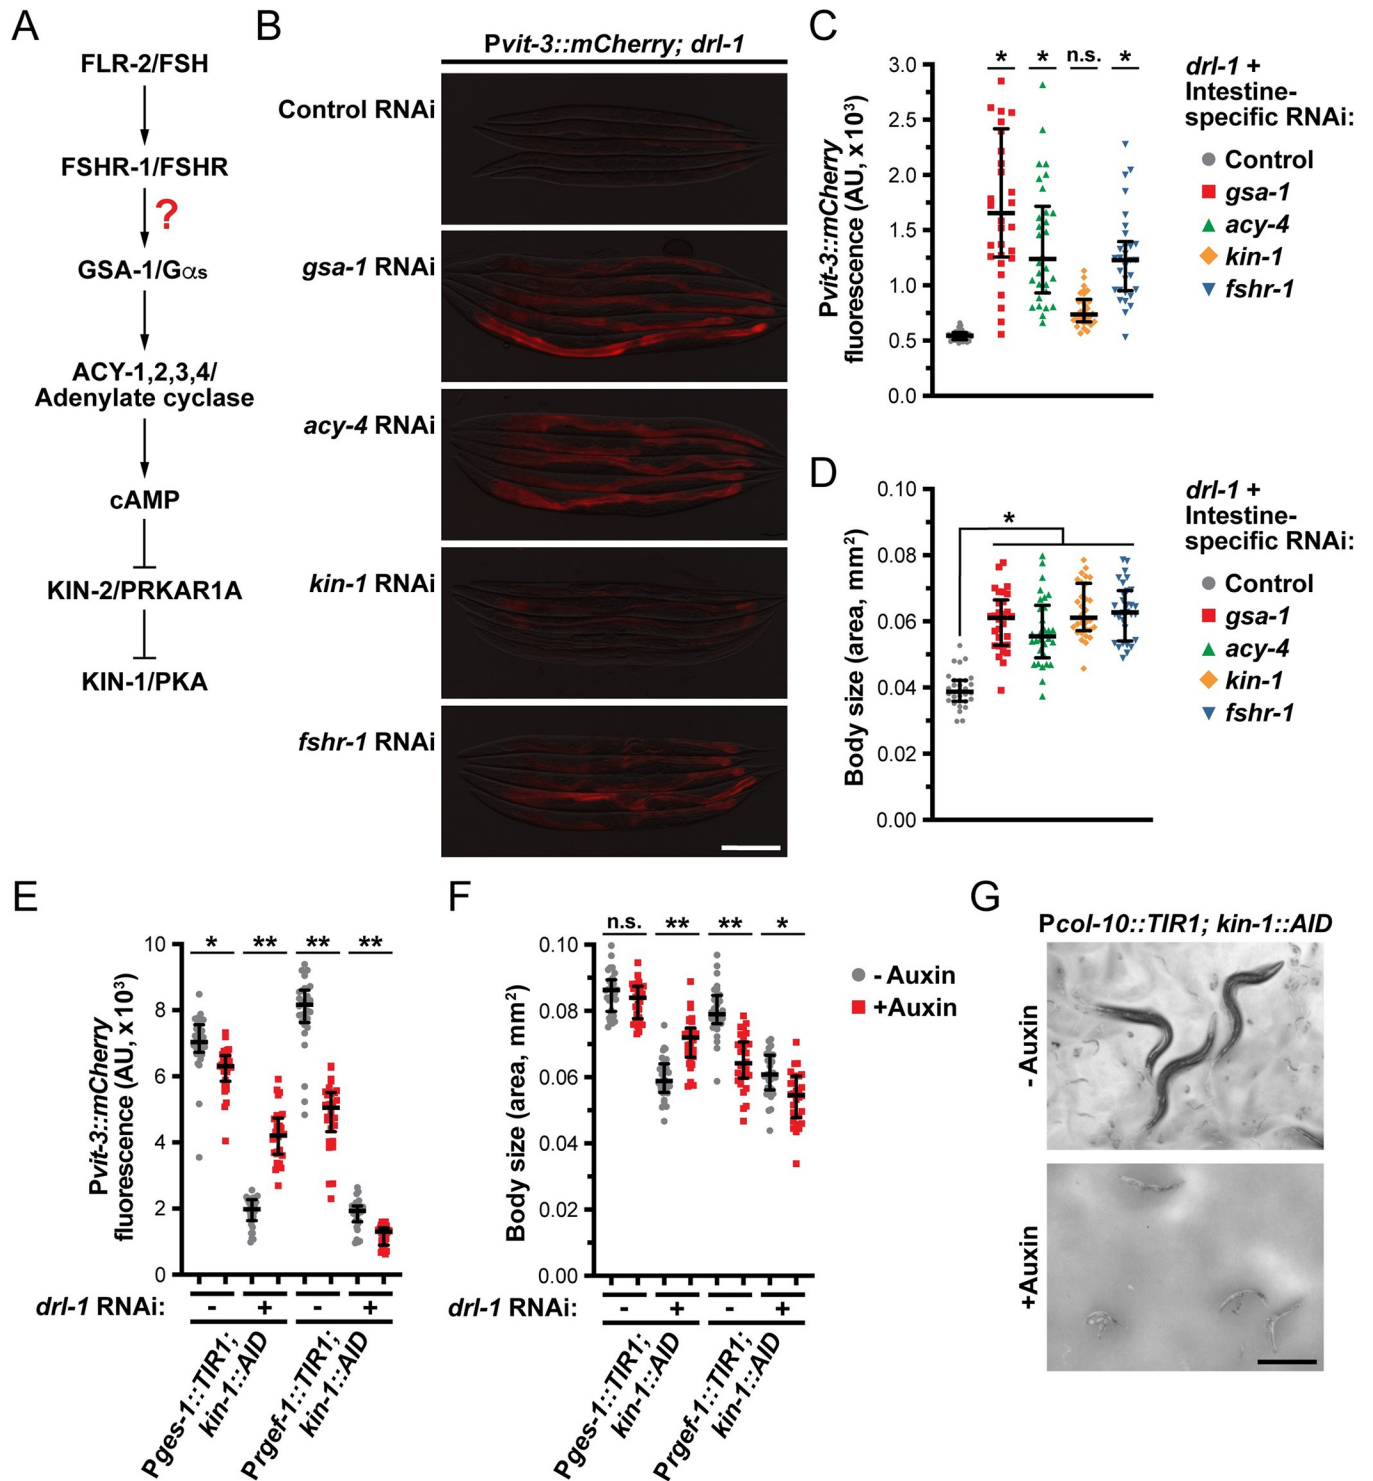 A
FLR-2/FSH
FSHR-1/FSHR
?
GSA-1/Gαs
ACY-1,2,3,4/
Adenylate cyclase
cAMP
KIN-2/PRKAR1A
KIN-1/PKA
B
Pvit-3::mCherry; drl-1
Control RNAi
gsa-1 RNAi
acy-4 RNAi
kin-1 RNAi
fshr-1 RNAi
C
Pvit-3::mCherry
fluorescence (AU, x 10³)
3.0
2.5
2.0
1.5
1.0
0.5
0.0
* * n.s. *
drl-1 +
Intestine-
specific RNAi:
Control
gsa-1
acy-4
kin-1
fshr-1
D
Body size (area, mm²)
0.10
0.08
0.06
0.04
0.02
0.00
*
drl-1 +
Intestine-
specific RNAi:
Control
gsa-1
acy-4
kin-1
fshr-1
E
Pvit-3::mCherry
fluorescence (AU, x 10³)
10
8
6
4
2
0
* ** ** **
drl-1 RNAi: - + - +
Pges-1::TIR1;
kin-1::AID
Prgef-1::TIR1;
kin-1::AID
F
Body size (area, mm²)
0.10
0.08
0.06
0.04
0.02
0.00
n.s. ** ** *
drl-1 RNAi: - + - +
Pges-1::TIR1;
kin-1::AID
Prgef-1::TIR1;
kin-1::AID
- Auxin
+Auxin
G
Pcol-10::TIR1; kin-1::AID
- Auxin
+Auxin